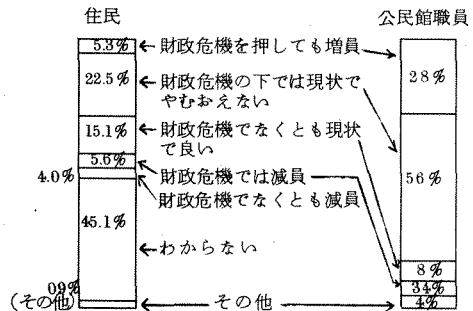 住民
公民館職員
5.3% 財政危機を押しても増員 28%
22.5% 財政危機の下では現状で
やむおえない
15.1% 財政危機でなくとも現状
で良い
56%
5.6% 財政危機では減員
4.0% 財政危機でなくとも減員
45.1%
わからない
8%
34%
09%
(その他) その他 4%